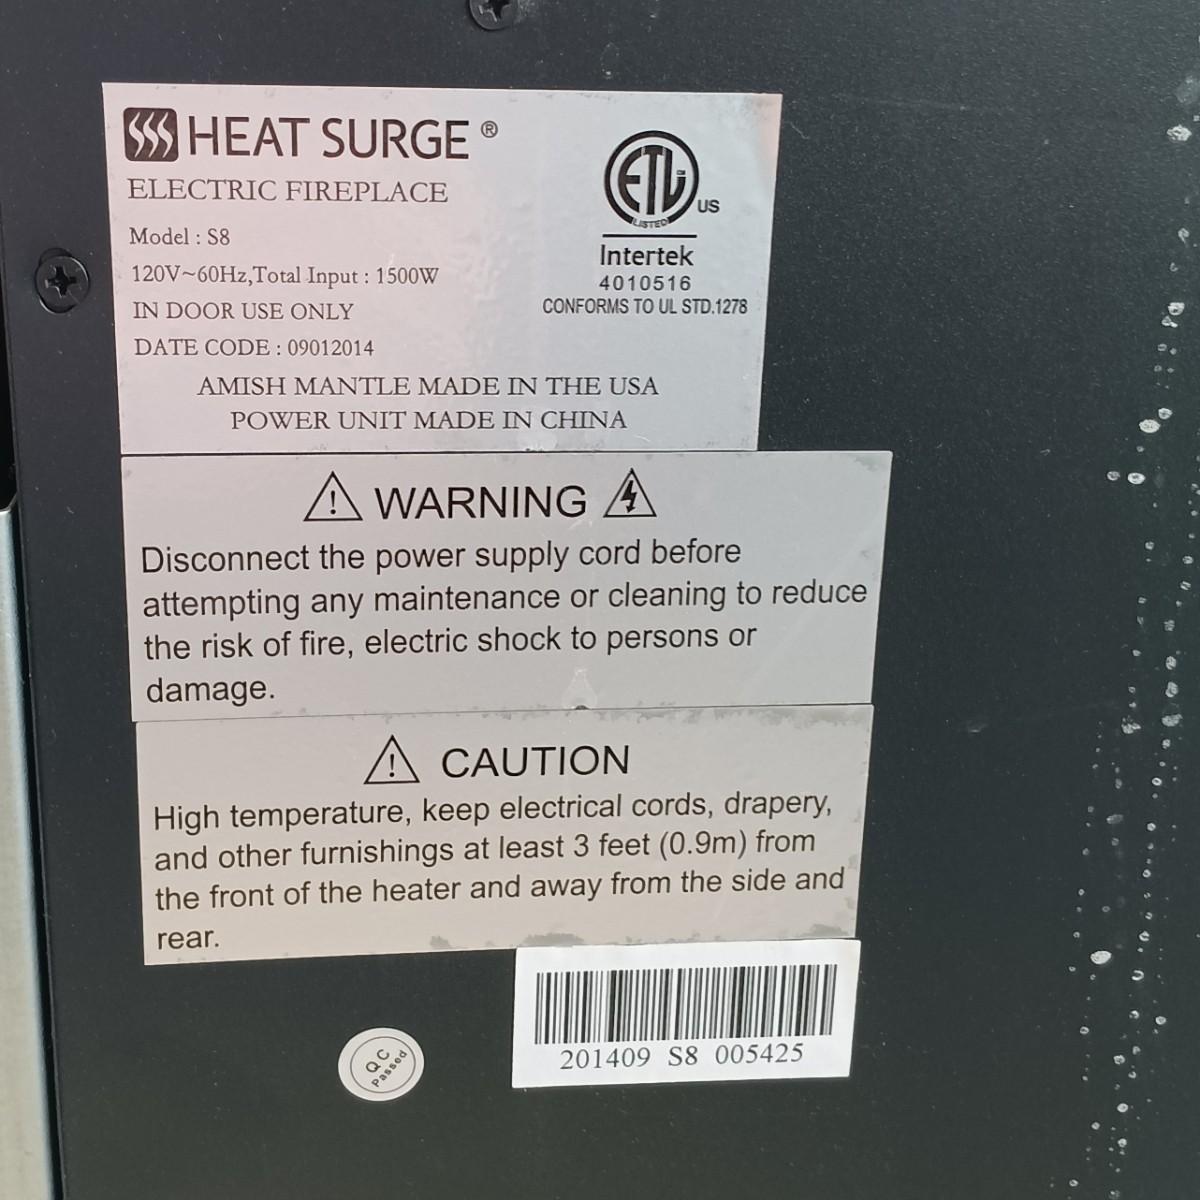 HEAT SURGE ®
ELECTRIC FIREPLACE
Model : S8
120V~60Hz,Total Input : 1500W
IN DOOR USE ONLY
DATE CODE : 09012014
ETL CM
LISTED
US
Intertek
4010516
CONFORMS TO UL STD.1278
AMISH MANTLE MADE IN THE USA
POWER UNIT MADE IN CHINA
WARNING
Disconnect the power supply cord before
attempting any maintenance or cleaning to reduce
the risk of fire, electric shock to persons or
damage.
CAUTION
High temperature, keep electrical cords, drapery,
and other furnishings at least 3 feet (0.9m) from
the front of the heater and away from the side and
rear.
QC
Passed
201409 S8 005425